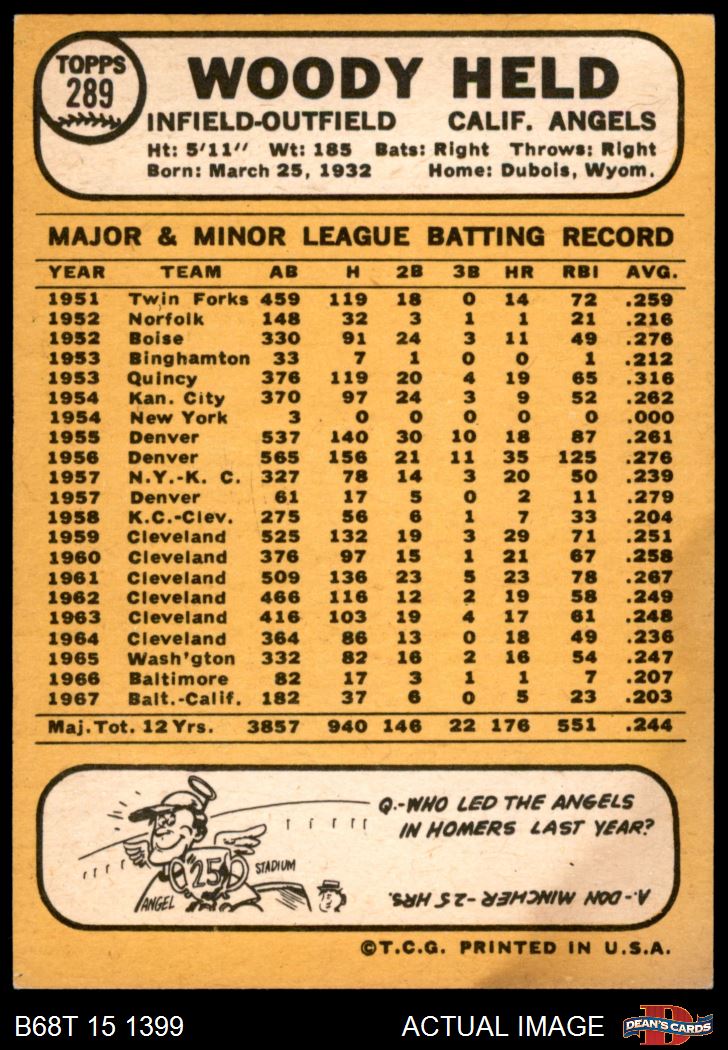 TOPPS
289
WOODY HELD
INFIELD-OUTFIELD CALIF. ANGELS
Ht: 5'11" Wt: 185 Bats: Right Throws: Right
Born: March 25, 1932 Home: Dubois, Wyom.
MAJOR & MINOR LEAGUE BATTING RECORD
YEAR TEAM AB H 2B 3B HR RBI AVG.
1951 Twin Forks 459 119 18 0 14 72 .259
1952 Norfolk 148 32 3 1 1 21 .216
1952 Boise 330 91 24 3 11 49 .276
1953 Binghamton 33 7 1 0 0 1 .212
1953 Quincy 376 119 20 4 19 65 .316
1954 Kan. City 370 97 24 3 9 52 .262
1954 New York 3 0 0 0 0 0 .000
1955 Denver 537 140 30 10 18 87 .261
1956 Denver 565 156 21 11 35 125 .276
1957 N.Y.-K. C. 327 78 14 3 20 50 .239
1957 Denver 61 17 5 0 2 11 .279
1958 K.C.-Clev. 275 56 6 1 7 33 .204
1959 Cleveland 525 132 19 3 29 71 .251
1960 Cleveland 376 97 15 1 21 67 .258
1961 Cleveland 509 136 23 5 23 78 .267
1962 Cleveland 466 116 12 2 19 58 .249
1963 Cleveland 416 103 19 4 17 61 .248
1964 Cleveland 364 86 13 0 18 49 .236
1965 Wash'gton 332 82 16 2 16 54 .247
1966 Baltimore 82 17 3 1 1 7 .207
1967 Balt.-Calif. 182 37 6 0 5 23 .203
Maj. Tot. 12 Yrs. 3857 940 146 22 176 551 .244
Q.-WHO LED THE ANGELS
IN HOMERS LAST YEAR?
25
STADIUM
ANGEL
A.-DON MINCHER-25 HRS.
©T.C.G. PRINTED IN U.S.A.
B68T 15 1399 ACTUAL IMAGE
D
DEAN'S CARDS